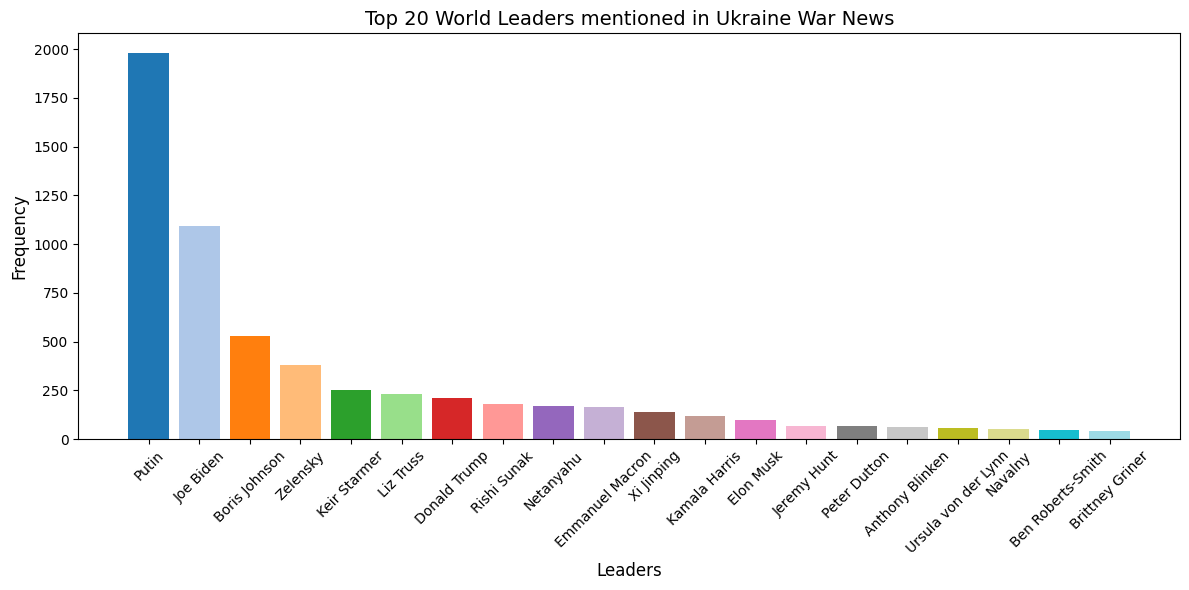 Top 20 World Leaders mentioned in Ukraine War News
Frequency
2000
1750
1500
1250
1000
750
500
250
0
Putin
Joe Biden
Boris Johnson
Zelensky
Keir Starmer
Liz Truss
Donald Trump
Rishi Sunak
Netanyahu
Emmanuel Macron
Xi Jinping
Kamala Harris
Elon Musk
Jeremy Hunt
Peter Dutton
Anthony Blinken
Ursula von der Lynn
Navalny
Ben Roberts-Smith
Brittney Griner
Leaders